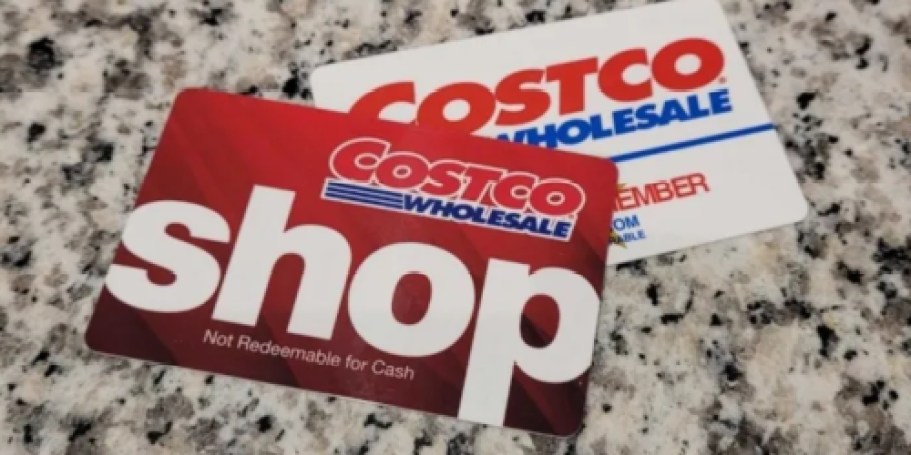 COSTCO
WHOLESALE
shop
Not Redeemable for Cash
COSTCO
WHOLESALE
EMBER
OM
ABLE